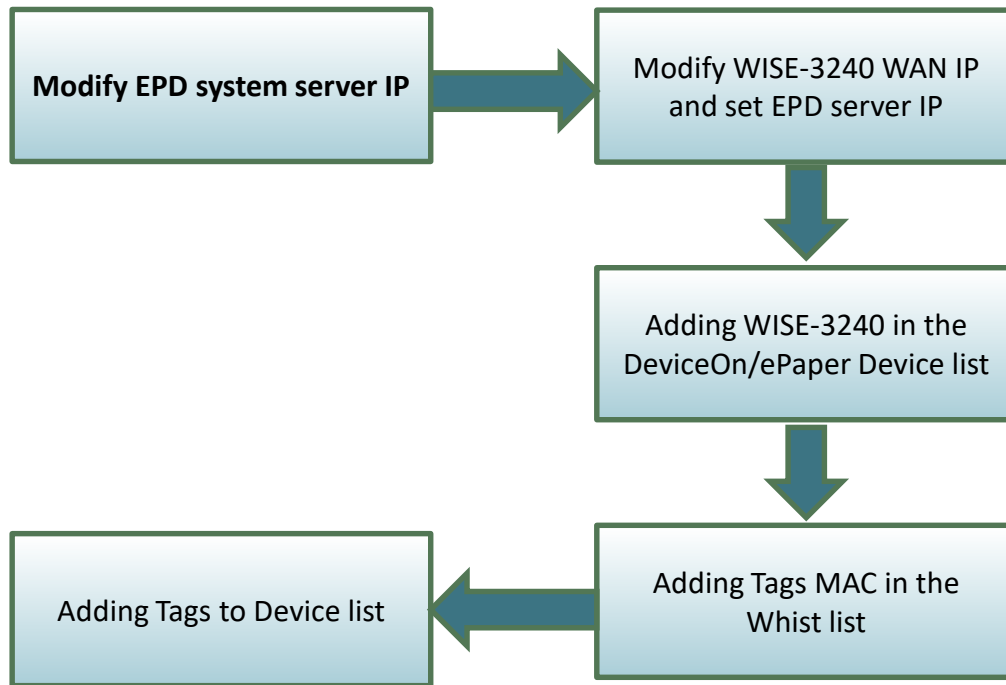 Modify EPD system server IP
Modify WISE-3240 WAN IP
and set EPD server IP
Adding WISE-3240 in the
DeviceOn/ePaper Device list
Adding Tags MAC in the
Whist list
Adding Tags to Device list